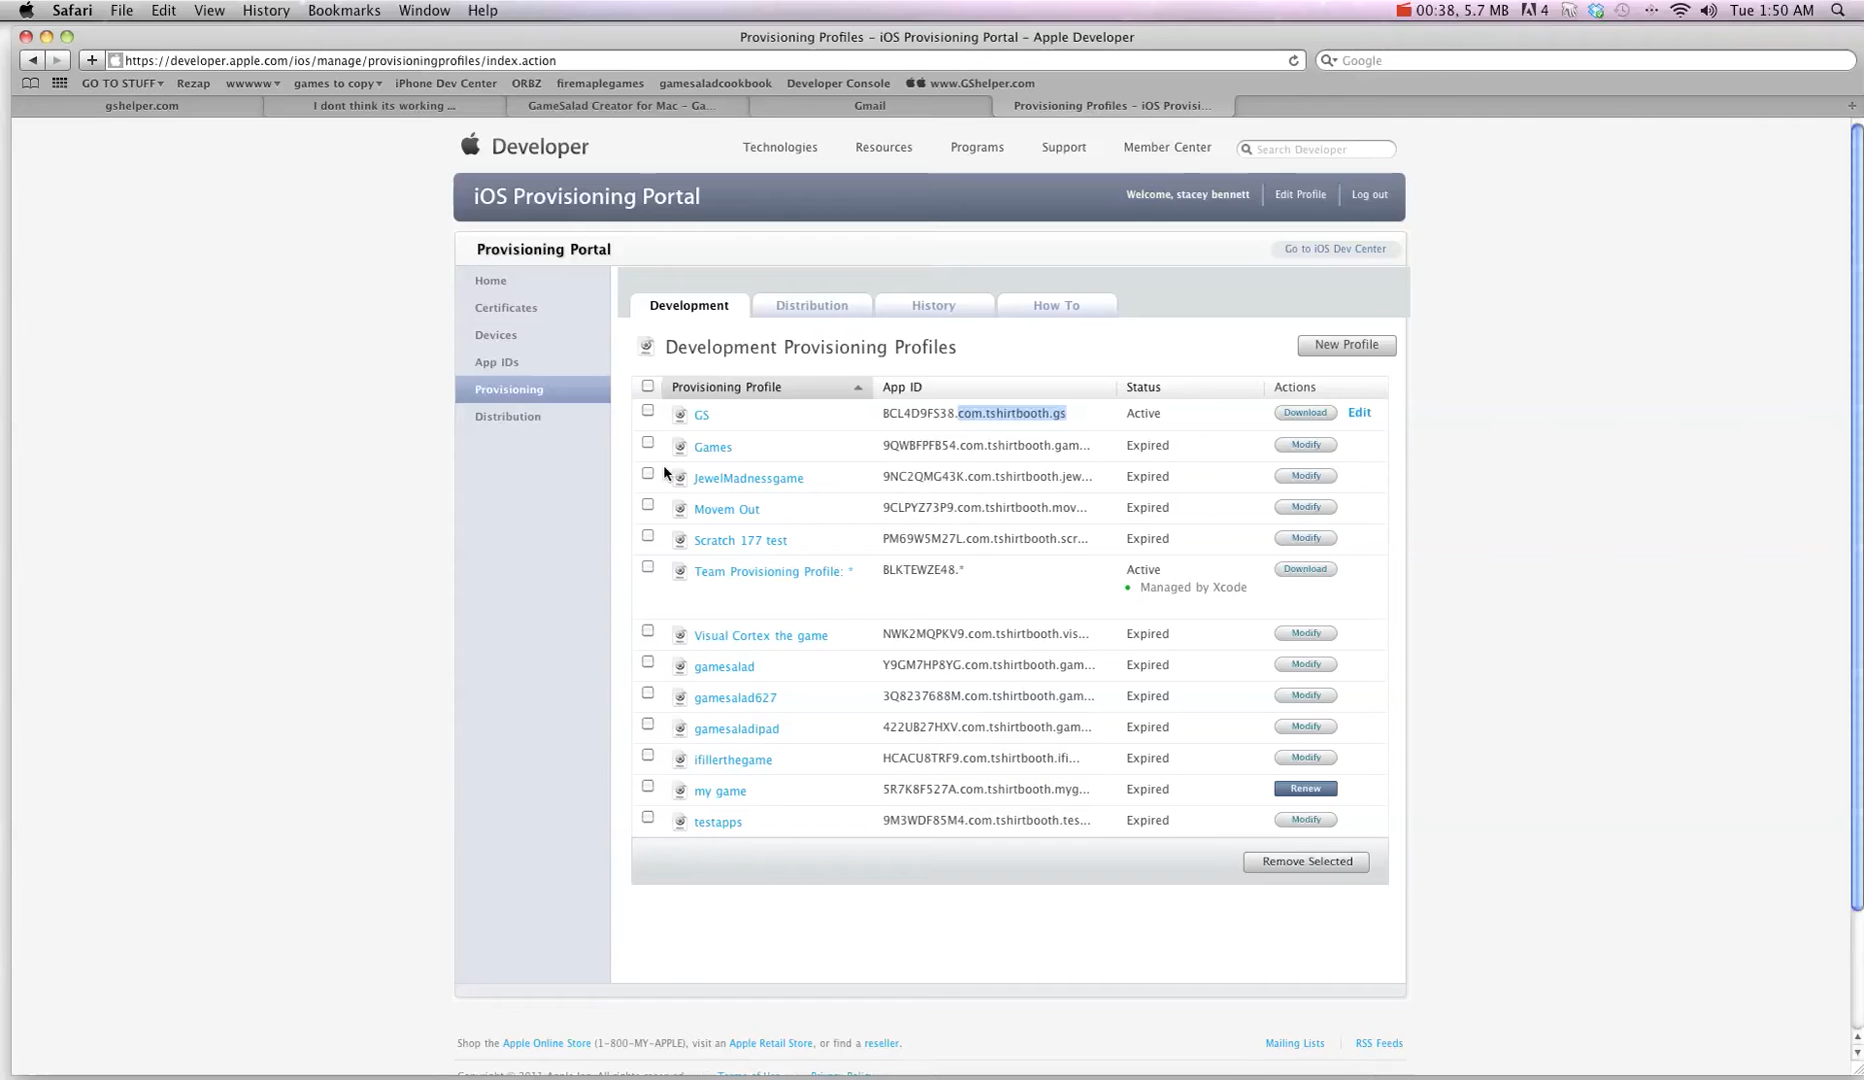 Safari File Edit View History Bookmarks Window Help 00:38, 5.7 MB 4 Tue 1:50 AM
Provisioning Profiles – iOS Provisioning Portal – Apple Developer
https://developer.apple.com/ios/manage/provisioningprofiles/index.action Google
GO TO STUFF Rezap wwwww games to copy iPhone Dev Center ORBZ firemaplegames gamesaladcookbook Developer Console www.GShelper.com
gshelper.com I dont think its working ... GameSalad Creator for Mac – Ga... Gmail Provisioning Profiles – iOS Provisi...
Developer Technologies Resources Programs Support Member Center Search Developer
iOS Provisioning Portal Welcome, stacey bennett Edit Profile Log out
Provisioning Portal Go to iOS Dev Center
Home
Certificates
Devices
App IDs
Provisioning
Distribution
Development Distribution History How To
Development Provisioning Profiles New Profile
Provisioning Profile App ID Status Actions
GS BCL4D9FS38.com.tshirtbooth.gs Active Download Edit
Games 9QWBFPFB54.com.tshirtbooth.gam... Expired Modify
JewelMadnessgame 9NC2QMG43K.com.tshirtbooth.jew... Expired Modify
Movem Out 9CLPYZ73P9.com.tshirtbooth.mov... Expired Modify
Scratch 177 test PM69W5M27L.com.tshirtbooth.scr... Expired Modify
Team Provisioning Profile: * BLKTEWZE48.* Active Download
Managed by Xcode
Visual Cortex the game NWK2MQPKV9.com.tshirtbooth.vis... Expired Modify
gamesalad Y9GM7HP8YG.com.tshirtbooth.gam... Expired Modify
gamesalad627 3Q8237688M.com.tshirtbooth.gam... Expired Modify
gamesaladipad 422UB27HXV.com.tshirtbooth.gam... Expired Modify
ifillerthegame HCACU8TRF9.com.tshirtbooth.ifi... Expired Modify
my game 5R7K8F527A.com.tshirtbooth.myg... Expired Renew
testapps 9M3WDF85M4.com.tshirtbooth.tes... Expired Modify
Remove Selected
Shop the Apple Online Store (1-800-MY-APPLE), visit an Apple Retail Store, or find a reseller. Mailing Lists RSS Feeds
Copyright © 2011 Apple Inc. All rights reserved. Terms of Use Privacy Policy